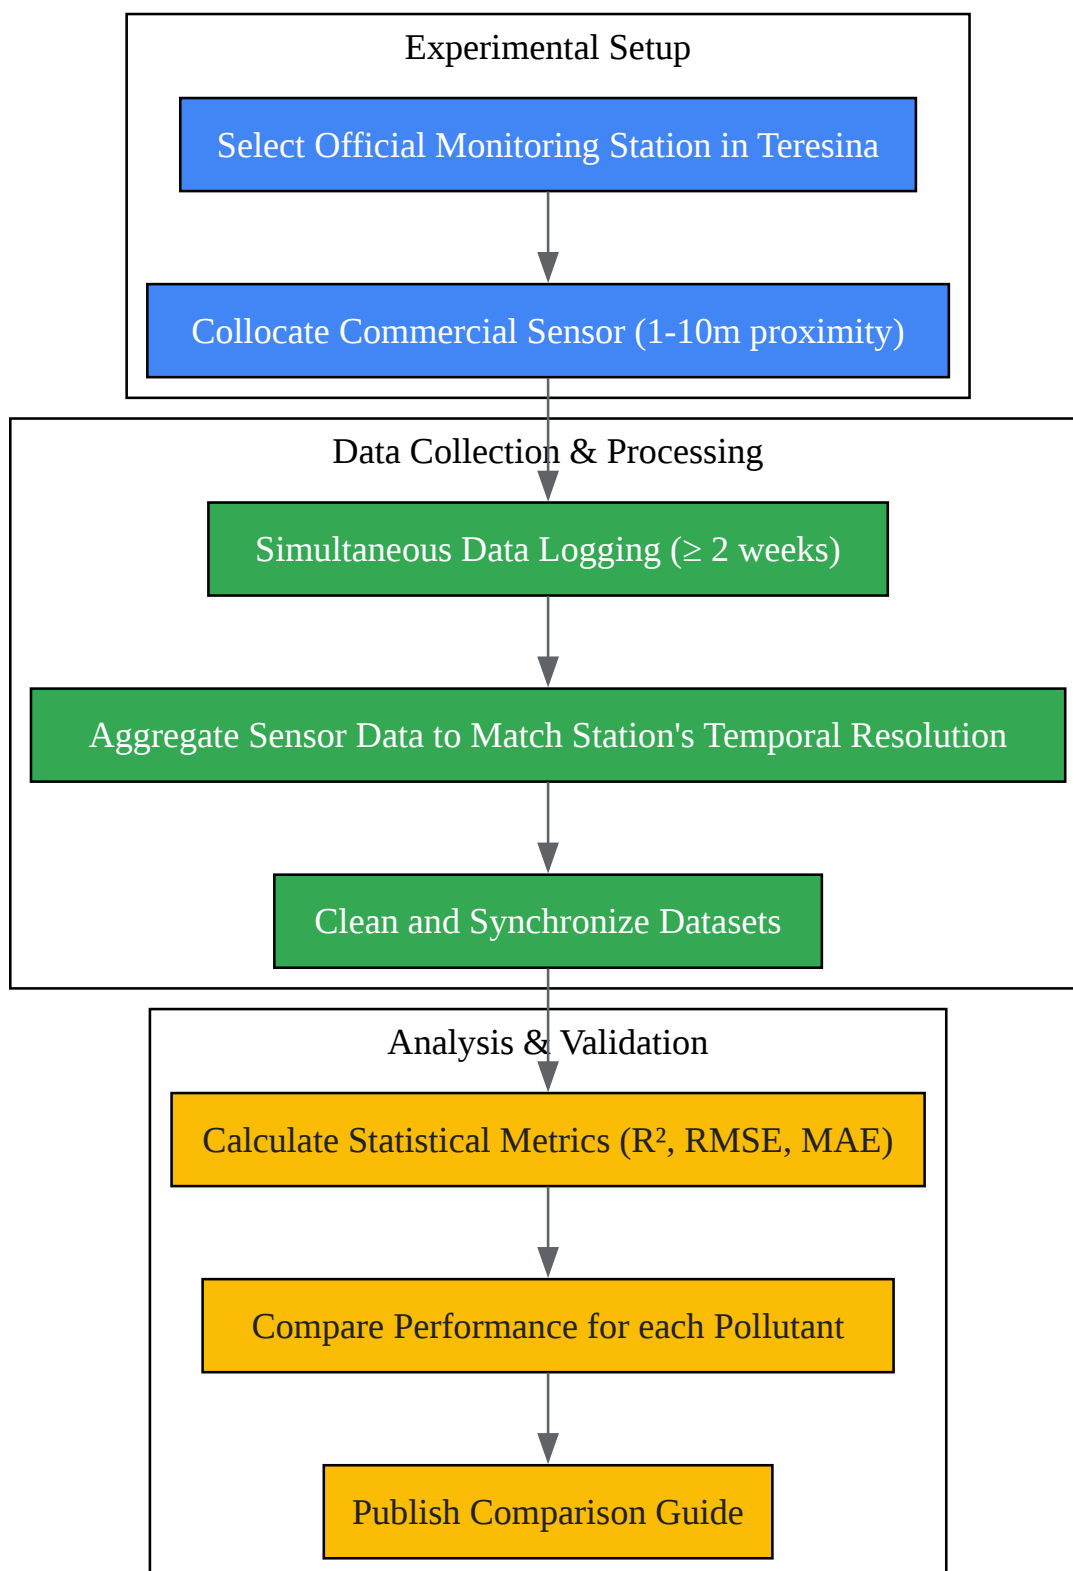 Experimental Setup
Select Official Monitoring Station in Teresina
Collocate Commercial Sensor (1-10m proximity)
Data Collection & Processing
Simultaneous Data Logging (≥ 2 weeks)
Aggregate Sensor Data to Match Station's Temporal Resolution
Clean and Synchronize Datasets
Analysis & Validation
Calculate Statistical Metrics (R², RMSE, MAE)
Compare Performance for each Pollutant
Publish Comparison Guide